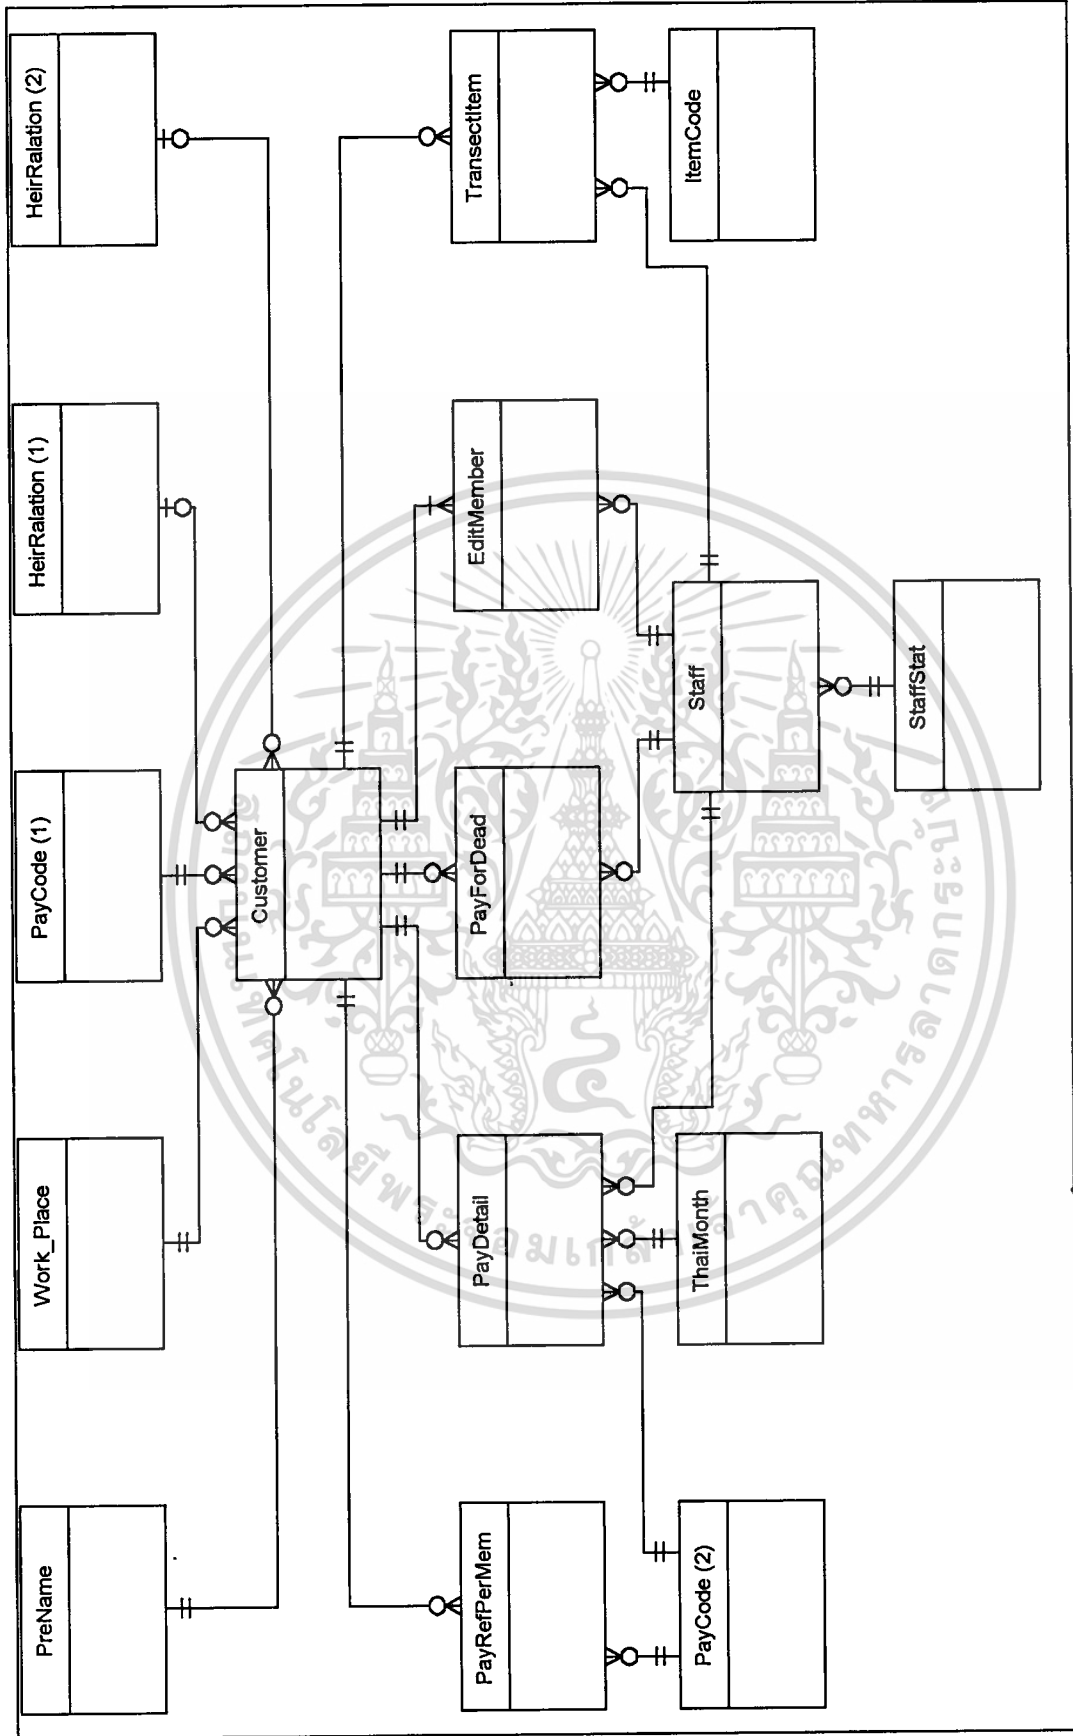 PreName
Work_Place
PayCode (1)
HeirRalation (1)
HeirRalation (2)
Customer
PayRefPerMem
PayDetail
PayForDead
EditMember
TransectItem
PayCode (2)
ThaiMonth
Staff
ItemCode
StaffStat